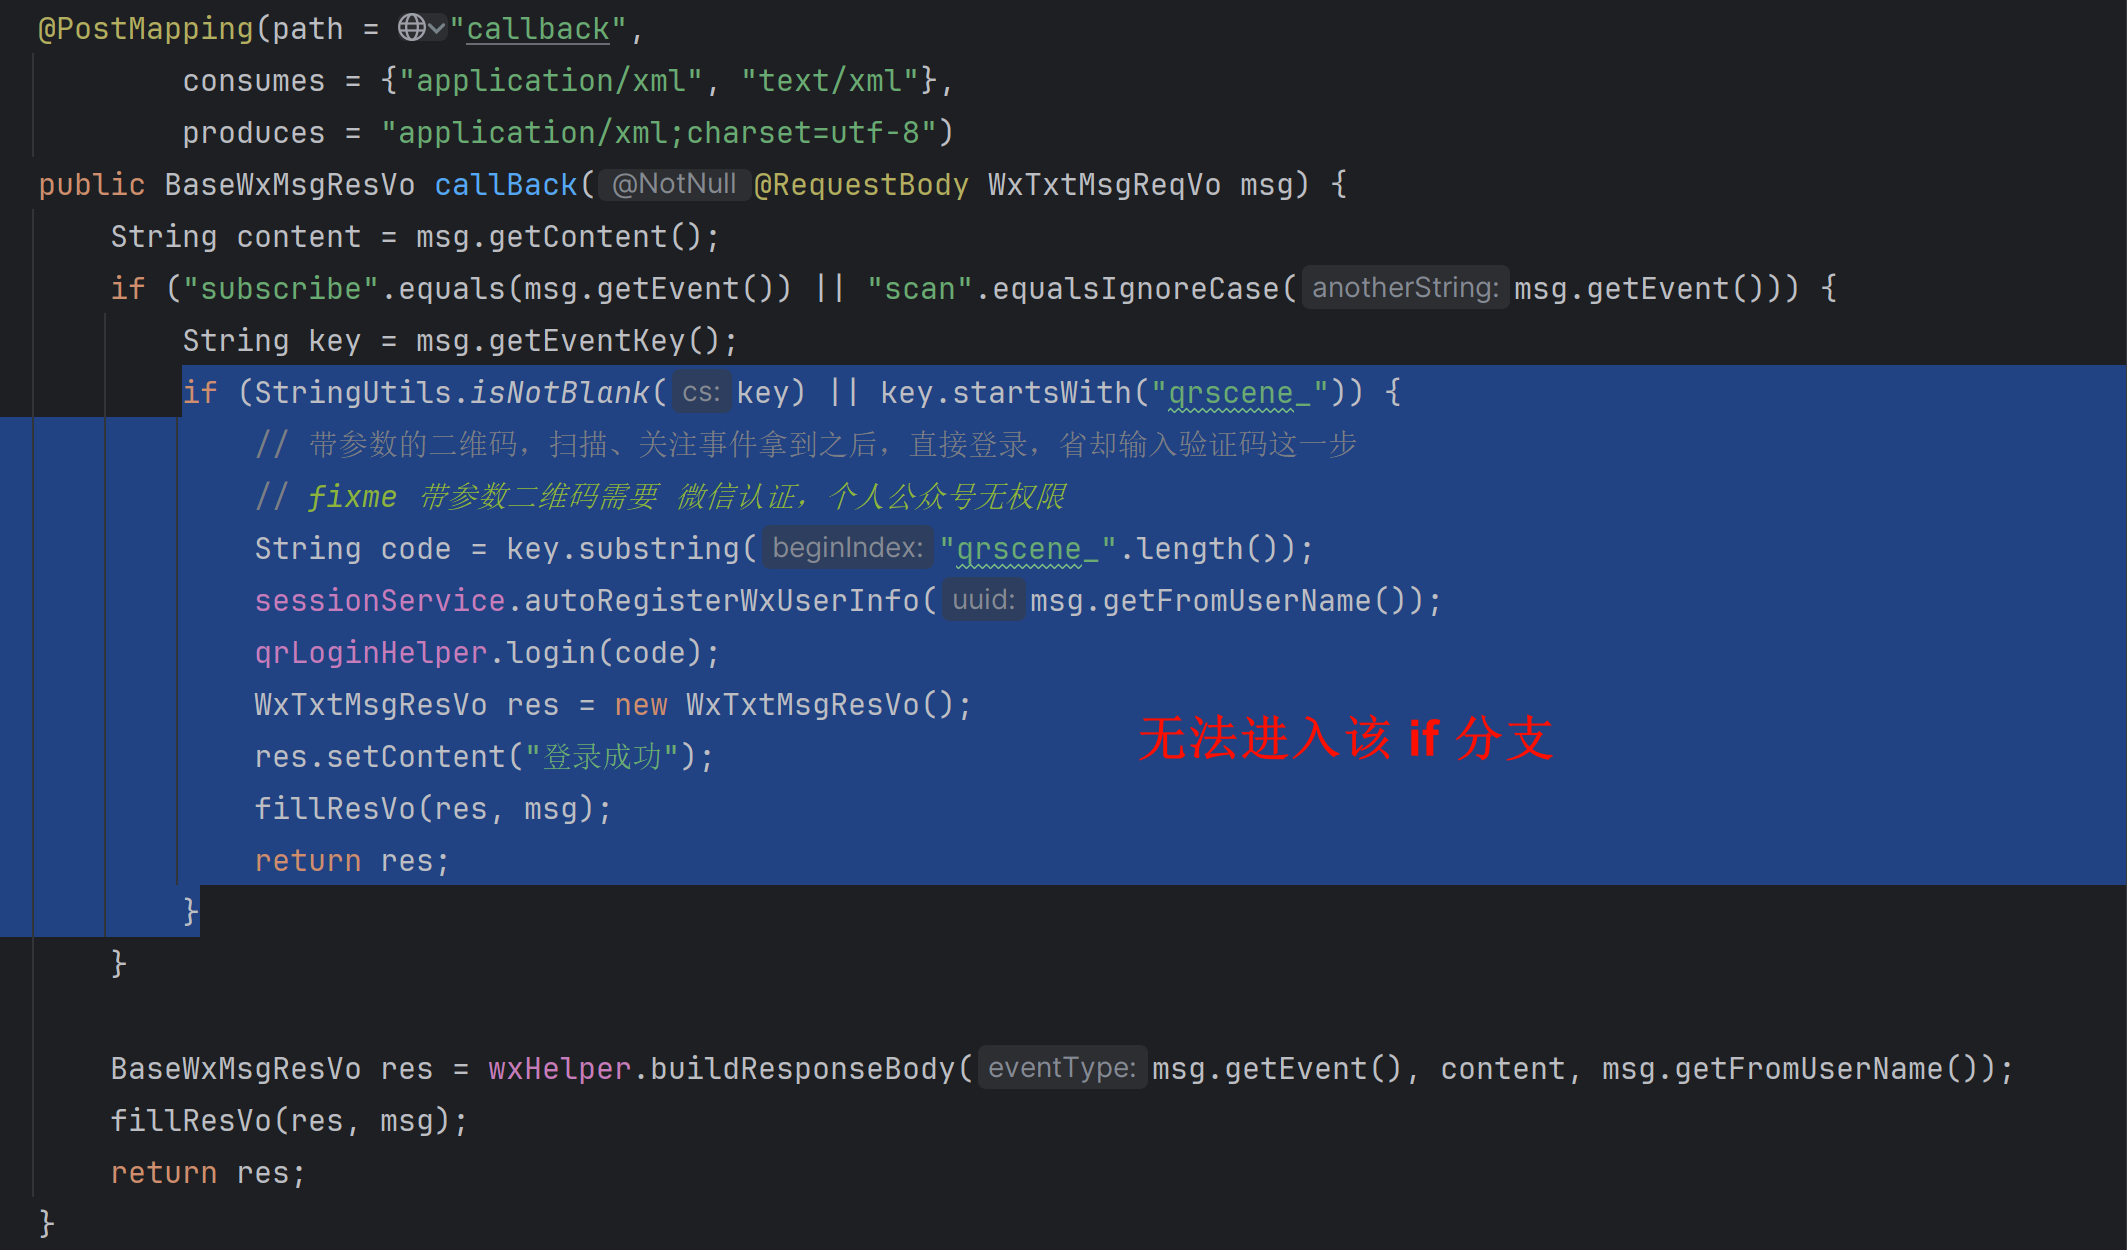 @PostMapping(path = "callback",
consumes = {"application/xml", "text/xml"},
produces = "application/xml;charset=utf-8")
public BaseWxMsgResVo callBack( @NotNull @RequestBody WxTxtMsgReqVo msg) {
String content = msg.getContent();
if ("subscribe".equals(msg.getEvent()) || "scan".equalsIgnoreCase( anotherString: msg.getEvent())) {
String key = msg.getEventKey();
if (StringUtils.isNotBlank( cs: key) || key.startsWith("qrscene_")) {
// 带参数的二维码，扫描、关注事件拿到之后，直接登录，省却输入验证码这一步
// fixme 带参数二维码需要 微信认证，个人公众号无权限
String code = key.substring( beginIndex: "qrscene_".length());
sessionService.autoRegisterWxUserInfo( uuid: msg.getFromUserName());
qrLoginHelper.login(code);
WxTxtMsgResVo res = new WxTxtMsgResVo();
无法进入该 if 分支
res.setContent("登录成功");
fillResVo(res, msg);
return res;
}
}
BaseWxMsgResVo res = wxHelper.buildResponseBody( eventType: msg.getEvent(), content, msg.getFromUserName());
fillResVo(res, msg);
return res;
}